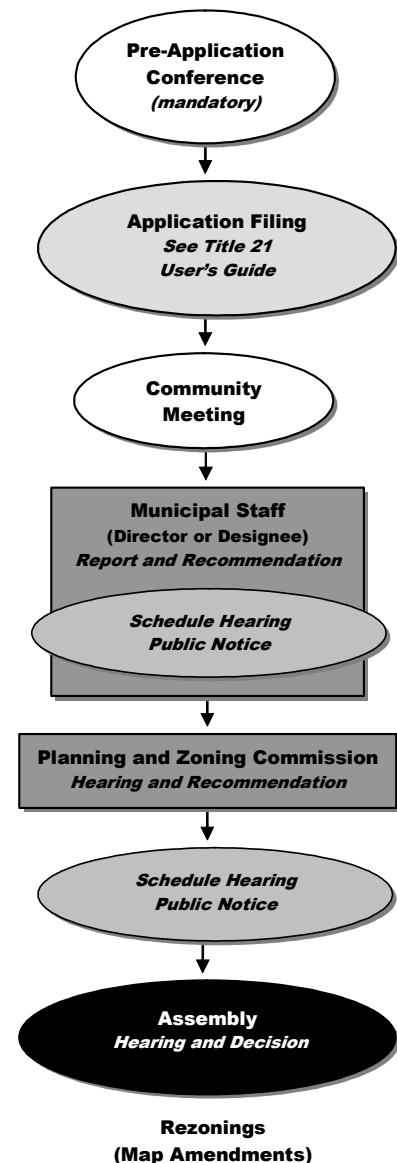 Pre-Application
Conference
(mandatory)
Application Filing
See Title 21
User's Guide
Community
Meeting
Municipal Staff
(Director or Designee)
Report and Recommendation
Schedule Hearing
Public Notice
Planning and Zoning Commission
Hearing and Recommendation
Schedule Hearing
Public Notice
Assembly
Hearing and Decision
Rezonings
(Map Amendments)